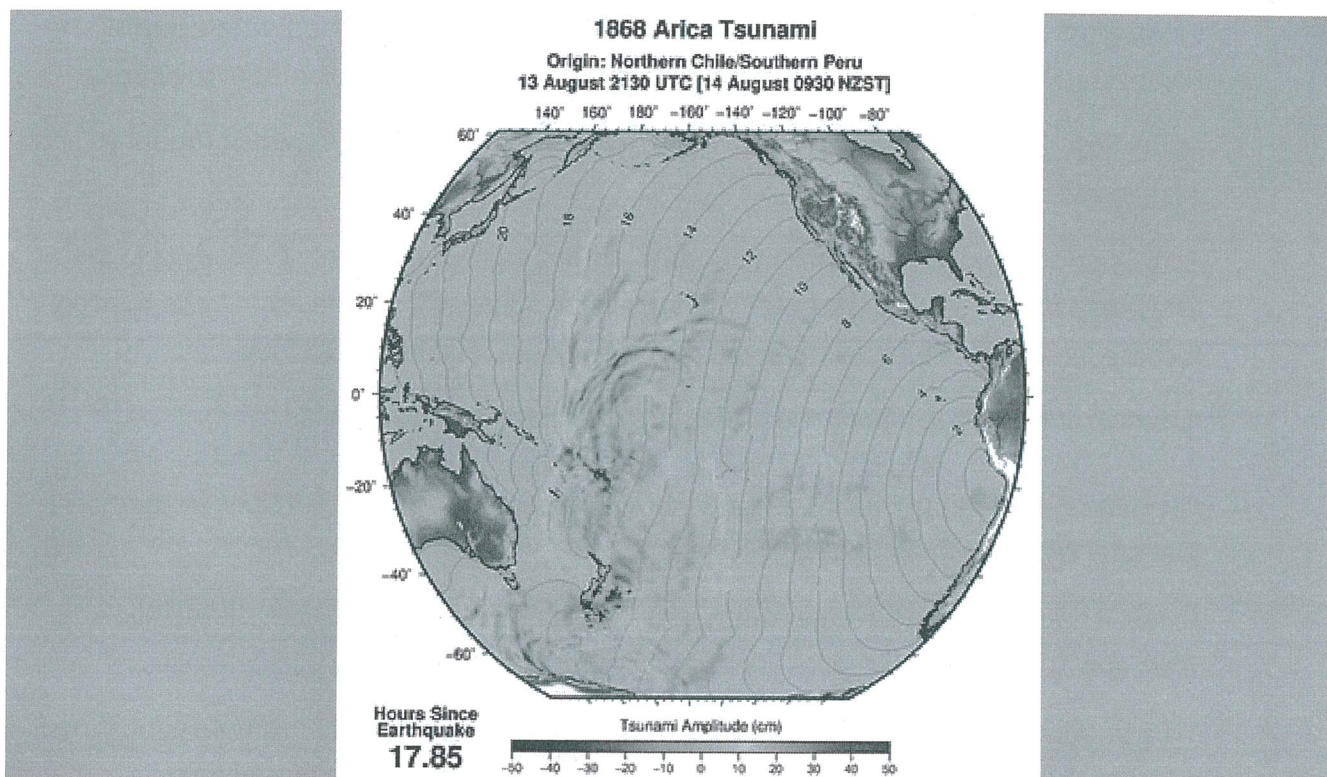 1868 Arica Tsunami
Origin: Northern Chile/Southern Peru
13 August 2130 UTC [14 August 0930 NZST]
140° 160° 180° -160° -140° -120° -100° -80°
60°
40°
20°
0°
-20°
-40°
-60°
20 18 16 14 12 10 8 6 4 2
Hours Since
Earthquake
17.85
Tsunami Amplitude (cm)
-50 -40 -30 -20 -10 0 10 20 30 40 50